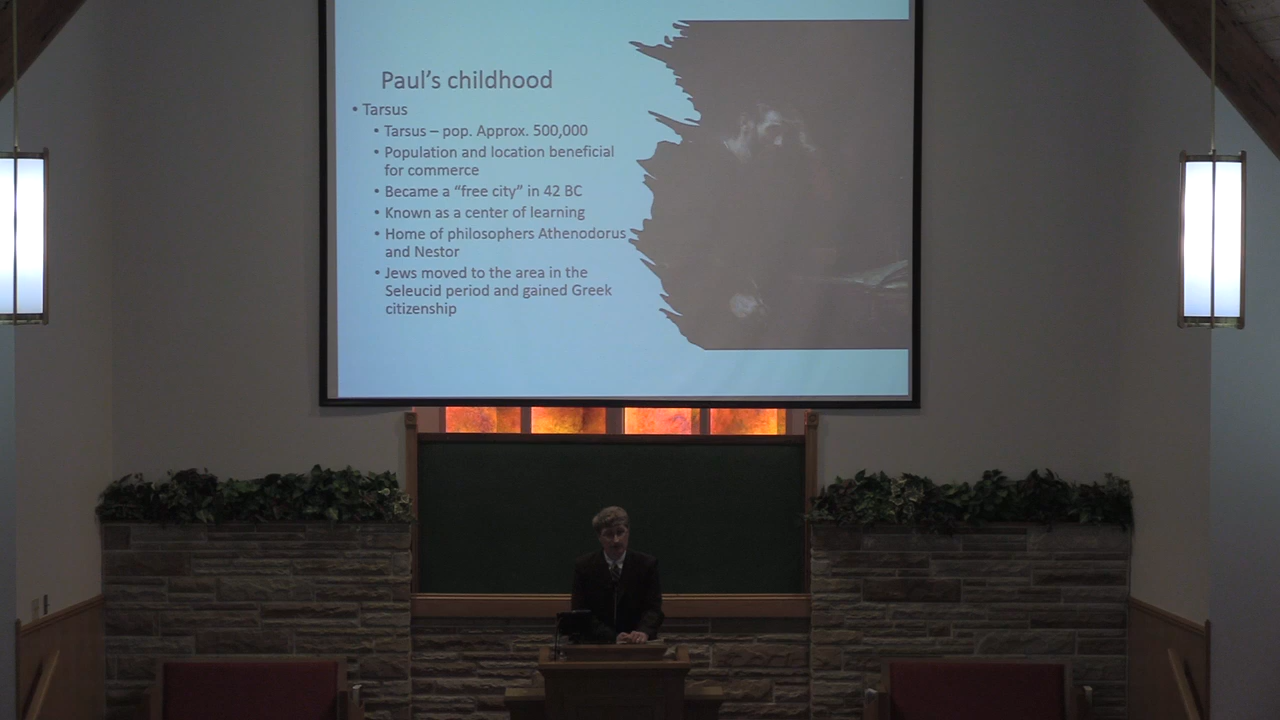 Paul's childhood
• Tarsus
• Tarsus – pop. Approx. 500,000
• Population and location beneficial
for commerce
• Became a “free city” in 42 BC
• Known as a center of learning
• Home of philosophers Athenodorus
and Nestor
• Jews moved to the area in the
Seleucid period and gained Greek
citizenship